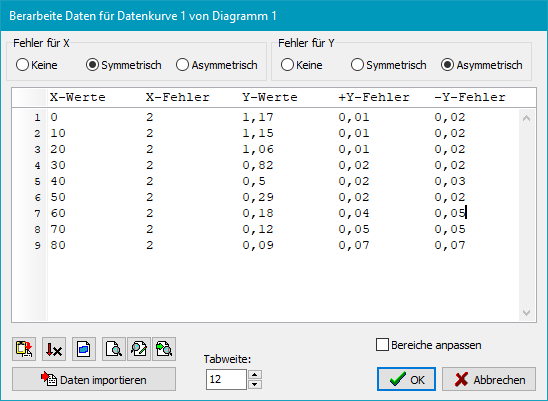 Berarbeite Daten für Datenkurve 1 von Diagramm 1
Fehler für X Fehler für Y
Keine Symmetrisch Asymmetrisch Keine Symmetrisch Asymmetrisch
X-Werte X-Fehler Y-Werte +Y-Fehler -Y-Fehler
1 0 2 1,17 0,01 0,02
2 10 2 1,15 0,01 0,02
3 20 2 1,06 0,01 0,02
4 30 2 0,82 0,02 0,02
5 40 2 0,5 0,02 0,03
6 50 2 0,29 0,02 0,02
7 60 2 0,18 0,04 0,05
8 70 2 0,12 0,05 0,05
9 80 2 0,09 0,07 0,07
Bereiche anpassen
Tabweite:
Daten importieren 12 OK Abbrechen